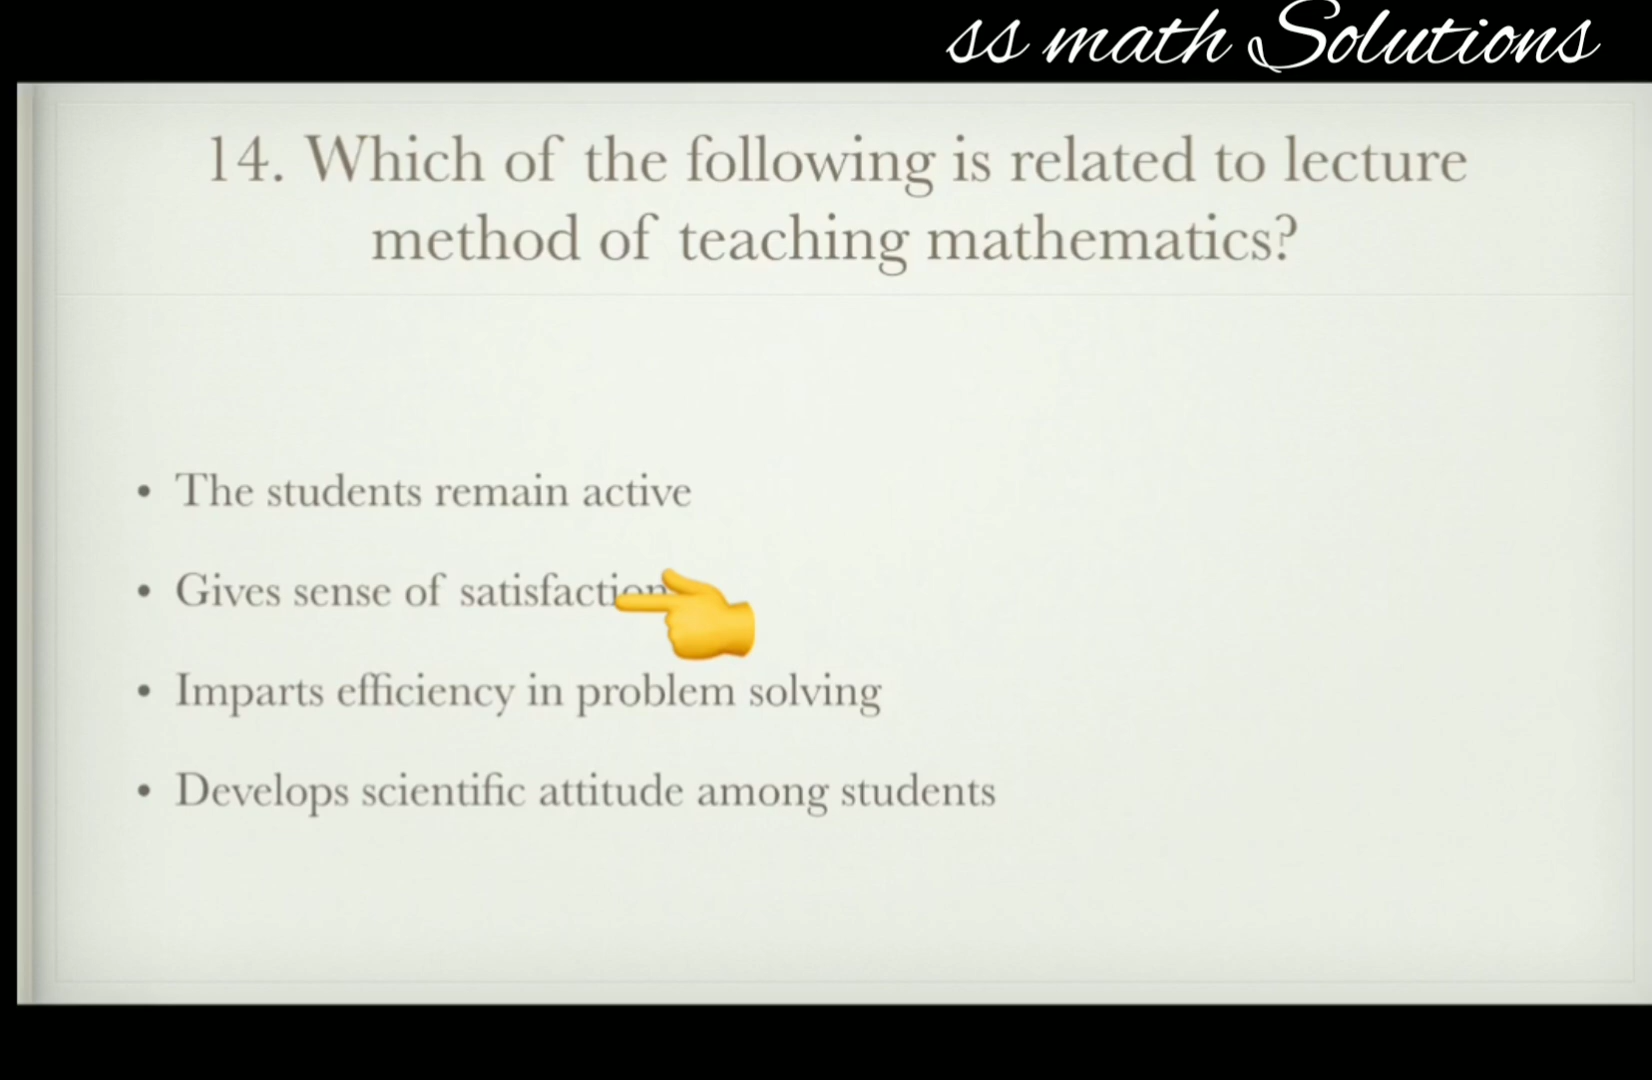 ss math Solutions
14. Which of the following is related to lecture
method of teaching mathematics?
• The students remain active
• Gives sense of satisfaction
• Imparts efficiency in problem solving
• Develops scientific attitude among students